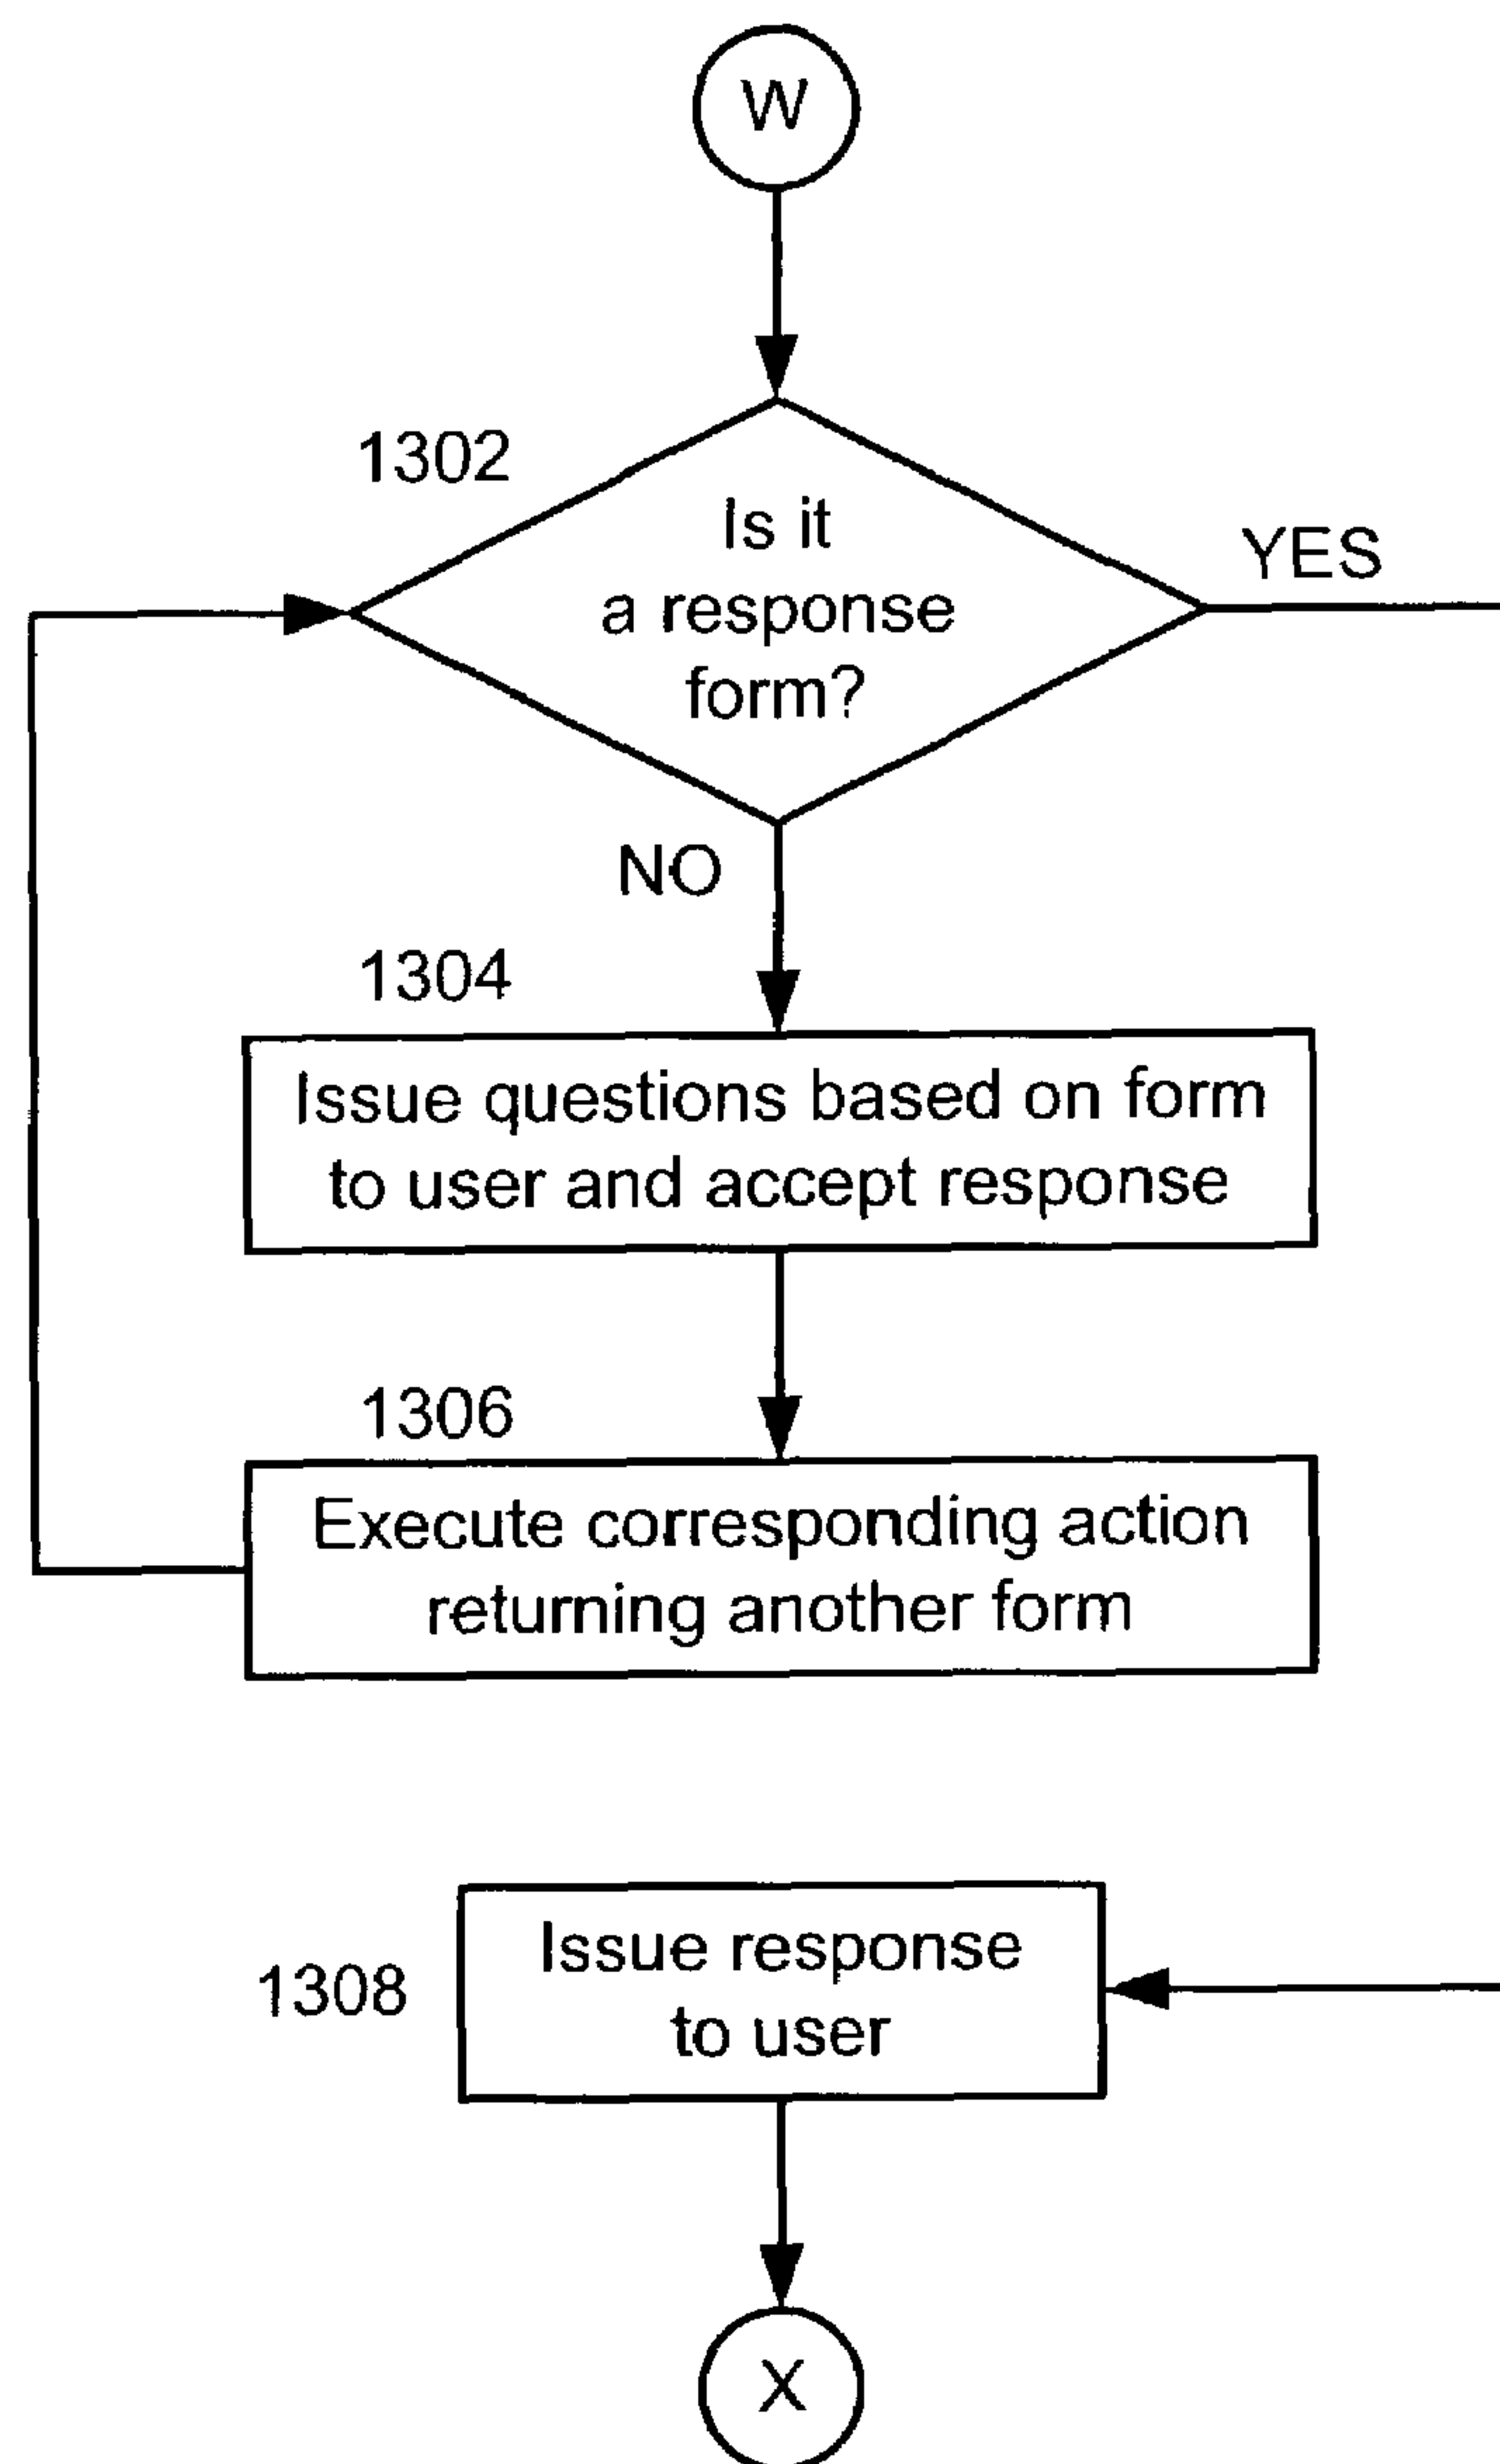 W
1302
Is it
a response
form?
YES
NO
1304
Issue questions based on form
to user and accept response
1306
Execute corresponding action
returning another form
1308
Issue response
to user
X